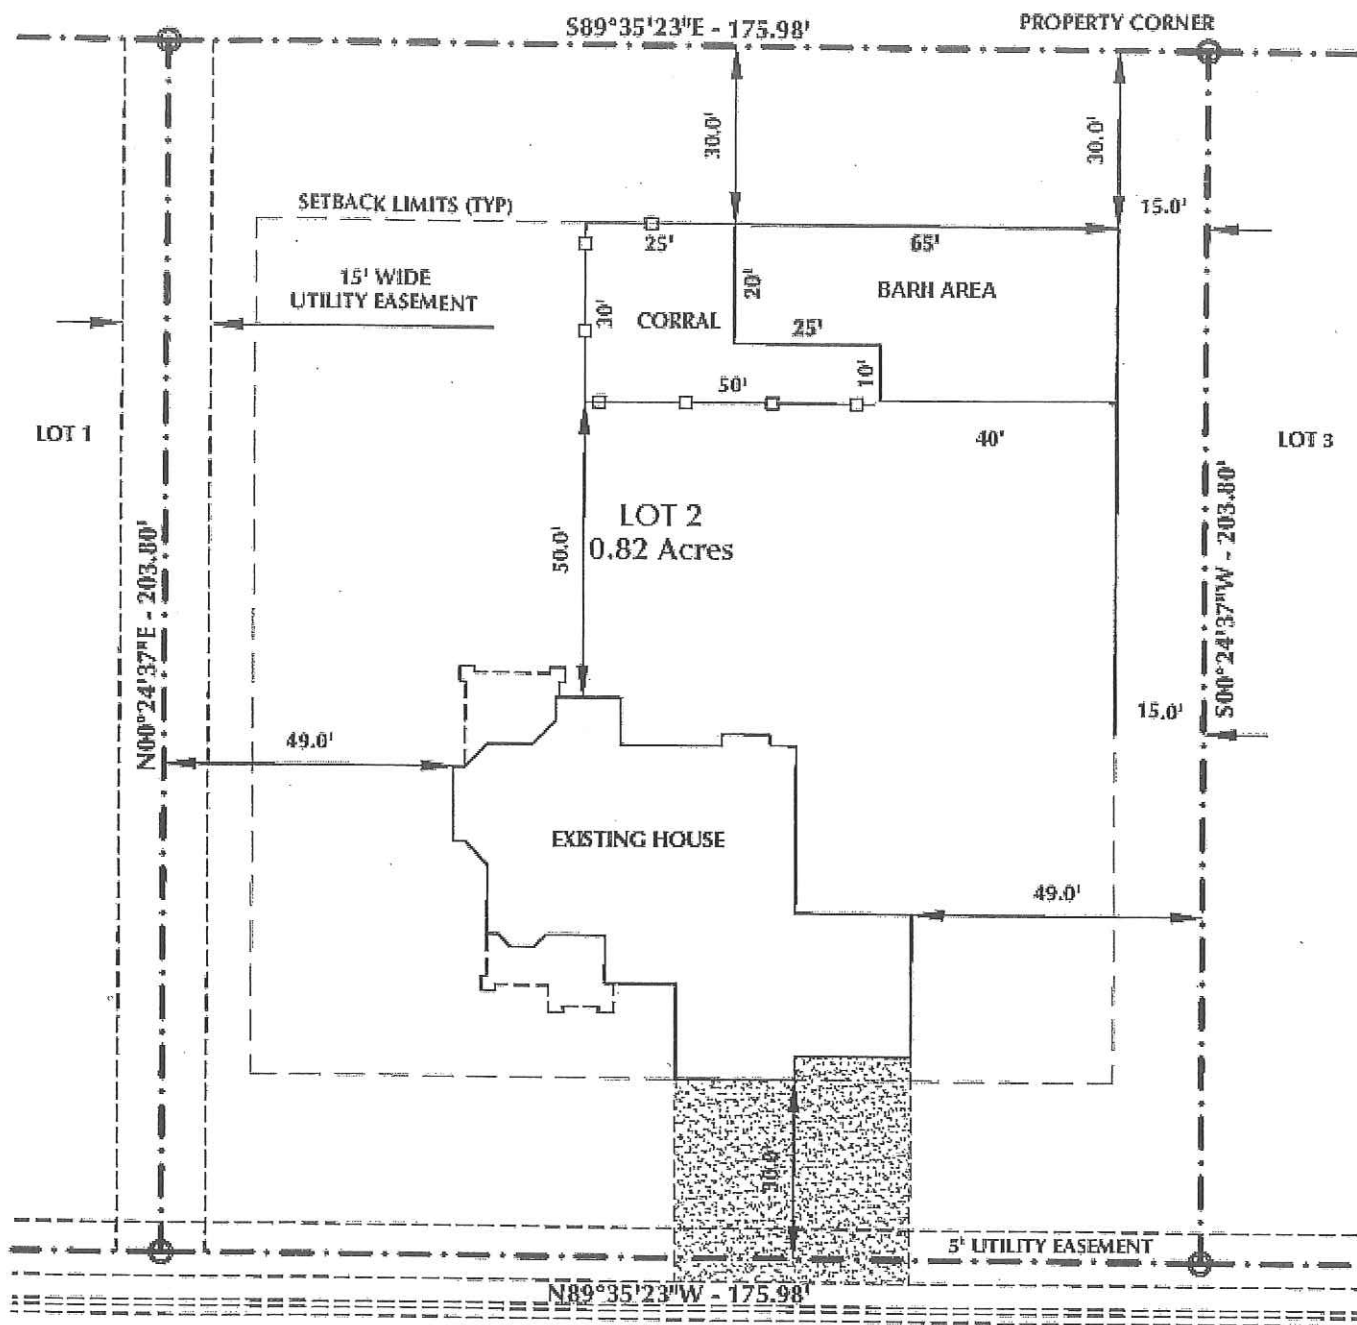 S89°35'23"E - 175.98'
PROPERTY CORNER
30.0'
30.0'
SETBACK LIMITS (TYP)
15.0'
25'
65'
15' WIDE
UTILITY EASEMENT
20'
BARH AREA
30'
CORRAL
25'
50'
10'
40'
LOT 1
LOT 3
LOT 2
0.82 Acres
50.0'
N00°24'37"E - 203.80'
S00°24'37"W - 203.80'
15.0'
49.0'
EXISTING HOUSE
49.0'
30.0'
5' UTILITY EASEMENT
N89°35'23"W - 175.98'